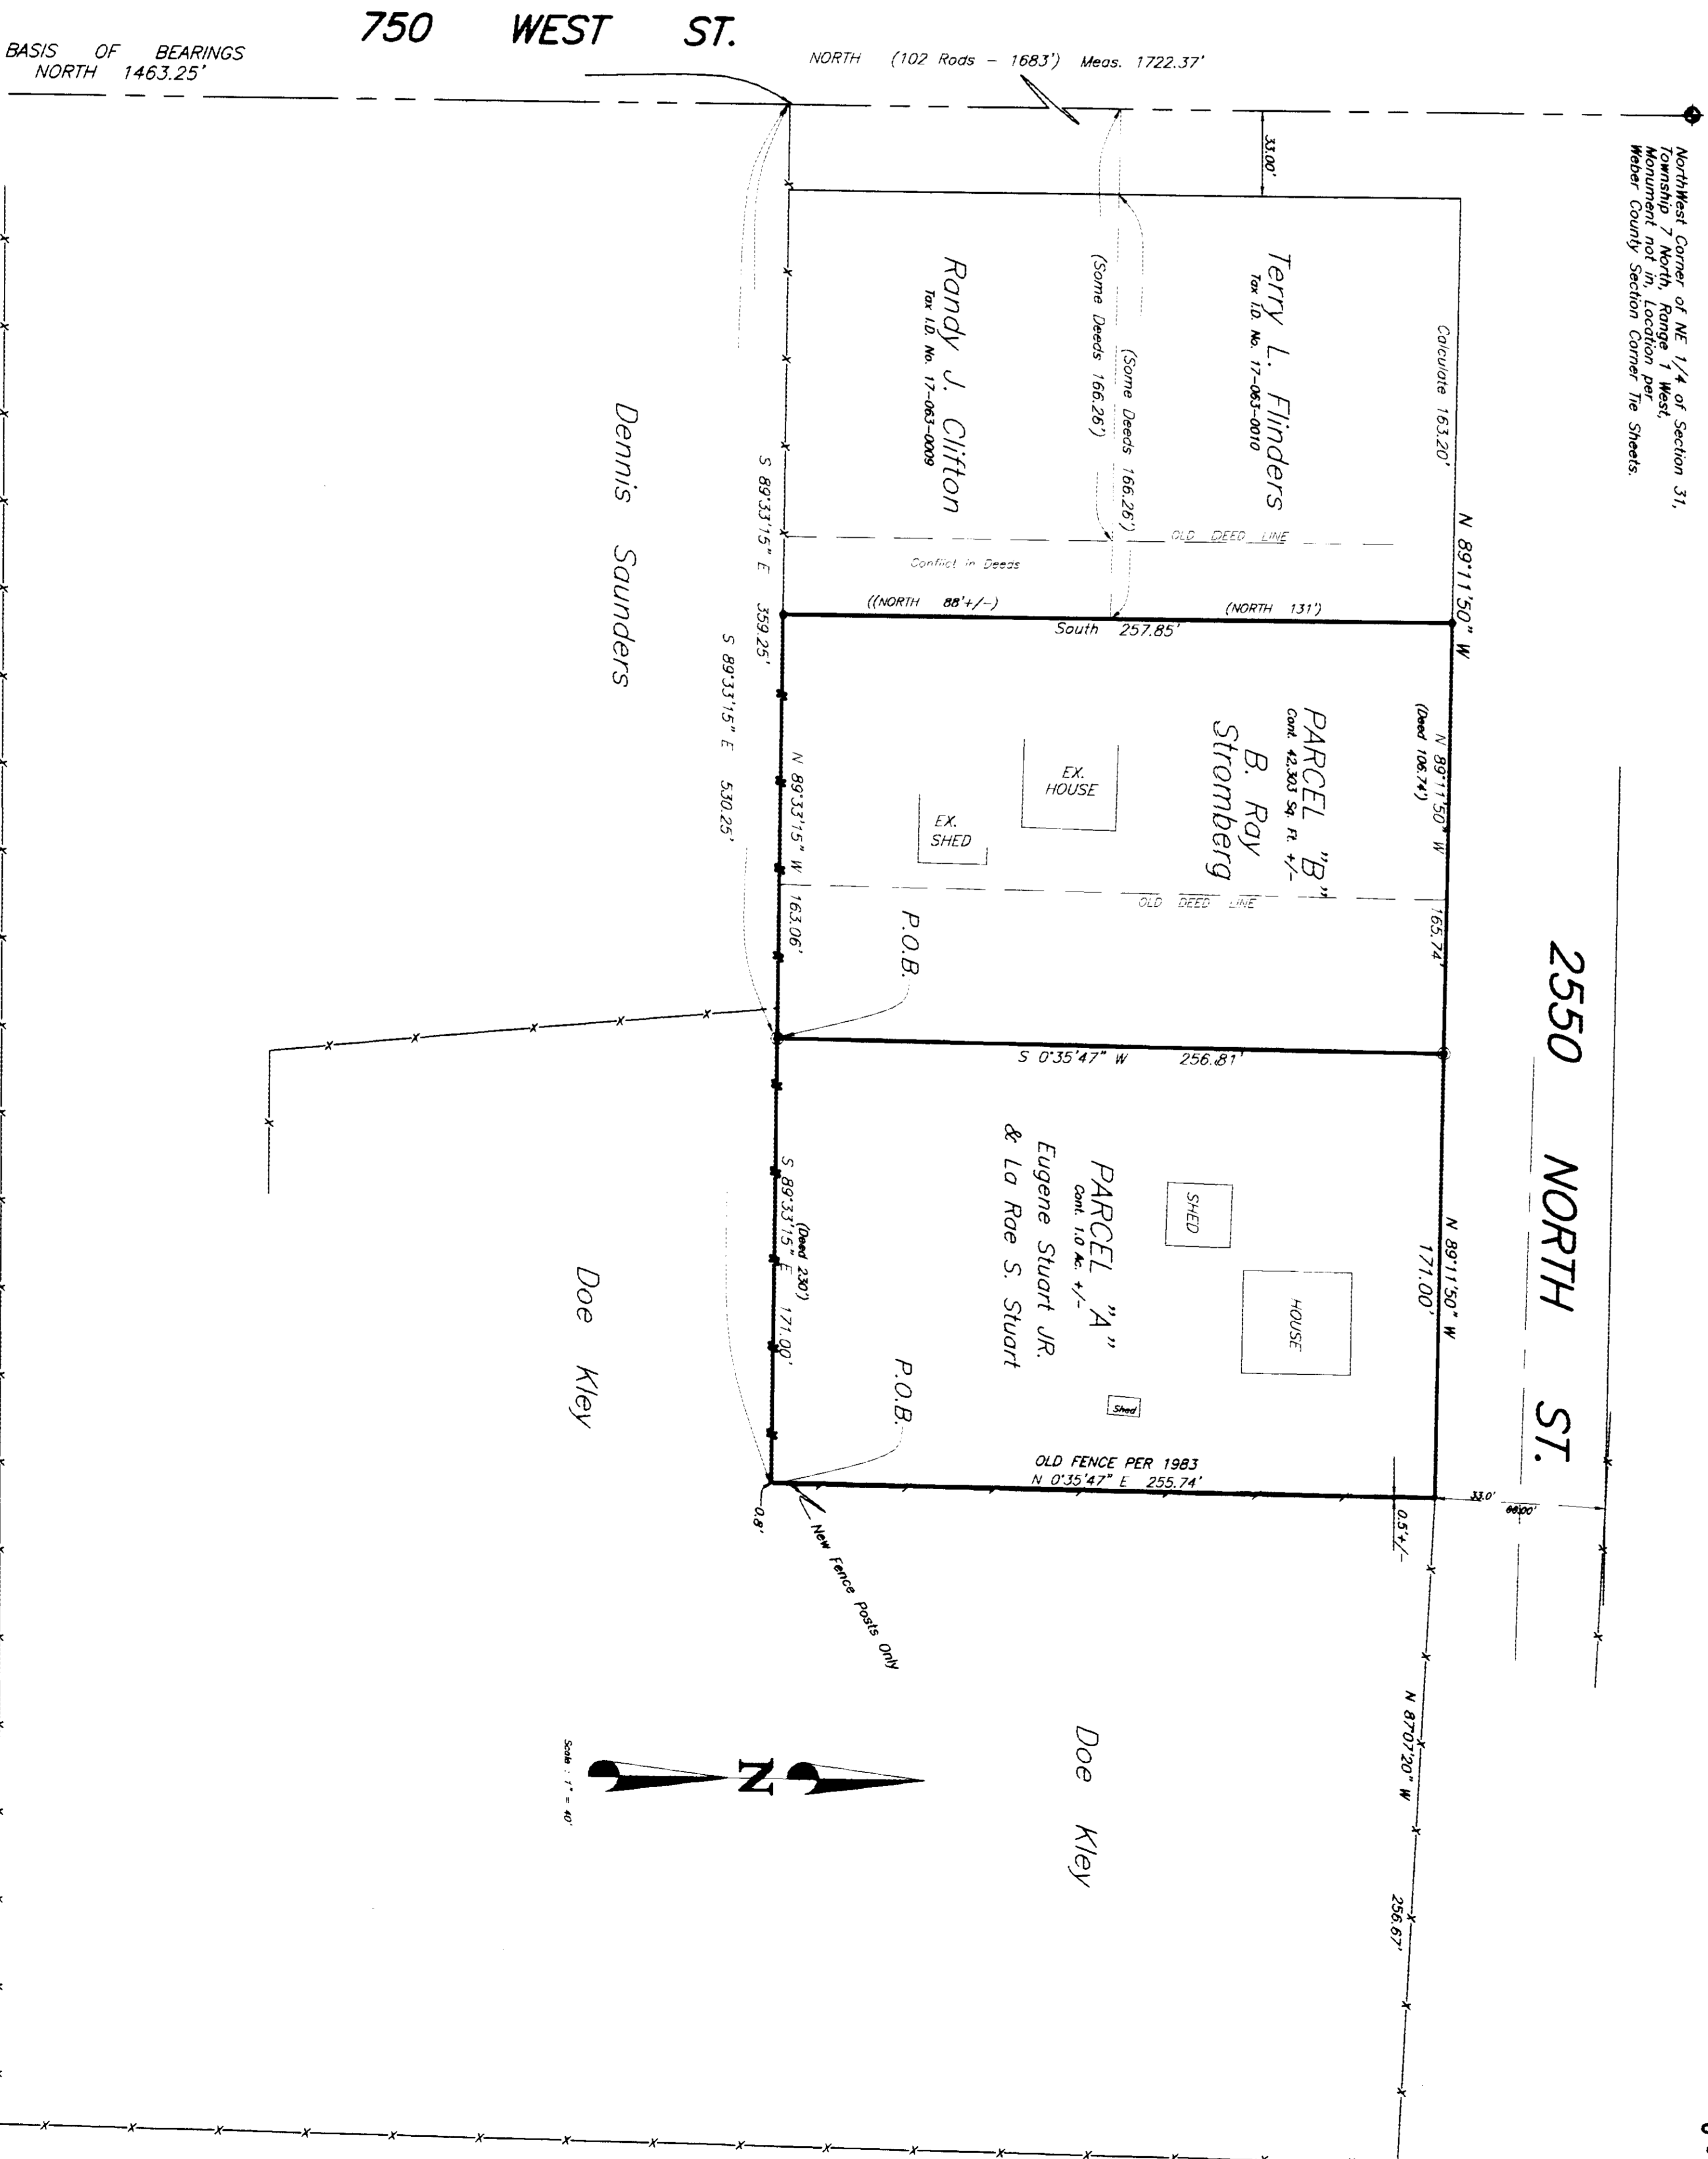 750 WEST ST.
BASIS OF BEARINGS
NORTH 1463.25'
NORTH (102 Rods - 1683') Meas. 1722.37'
NorthWest Corner of NE 1/4 of Section 31,
Township 7 North, Range 1 West,
Monument not in, Location per
Weber County Section Corner Tie Sheets.
33.00'
Terry L. Flinders
Tax I.D. No. 17-063-0010
Calculate 163.20'
(Some Deeds 166.26')
(Some Deeds 166.26')
Randy J. Clifton
Tax I.D. No. 17-063-0009
Dennis Saunders
S 89°33'15" E 359.25'
S 89°33'15" E 530.25'
N 89°11'50" W
OLD DEED LINE
Conflict in Deeds
((NORTH 88'+/-)
(NORTH 131')
South 257.85'
PARCEL "B"
Cont. 42,303 Sq. Ft. +/-
B. Ray
Stromberg
N 89°11'50" W 165.74'
(Deed 106.74')
EX.
HOUSE
EX.
SHED
N 89°33'15" W 163.06'
OLD DEED LINE
P.O.B.
2550 NORTH ST.
S 0°35'47" W 256.81'
PARCEL "A"
Cont. 1.0 Ac. +/-
Eugene Stuart JR.
& La Rae S. Stuart
SHED
HOUSE
Shed
N 89°11'50" W
171.00'
(Deed 230')
S 89°33'15" E 171.00'
Doe Kley
P.O.B.
OLD FENCE PER 1983
N 0°35'47" E 255.74'
0.8'
New Fence Posts Only
0.5'+/-
33.0'
66.00'
N 87°07'20" W 256.67'
Doe Kley
N
Scale : 1" = 40'